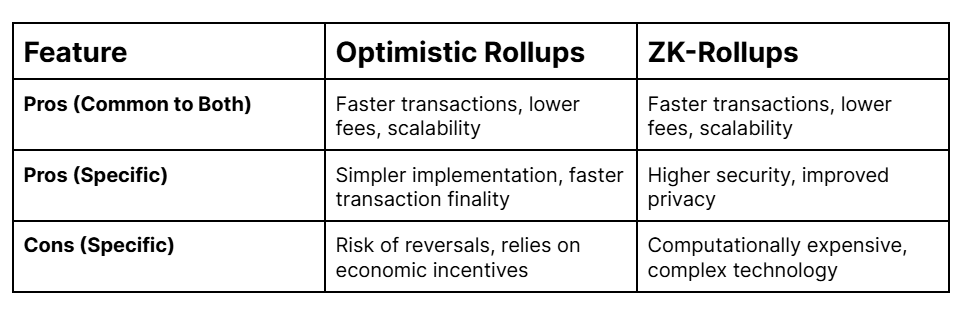 Feature
Optimistic Rollups
ZK-Rollups
Pros (Common to Both)
Faster transactions, lower
fees, scalability
Faster transactions, lower
fees, scalability
Pros (Specific)
Simpler implementation, faster
transaction finality
Higher security, improved
privacy
Cons (Specific)
Risk of reversals, relies on
economic incentives
Computationally expensive,
complex technology